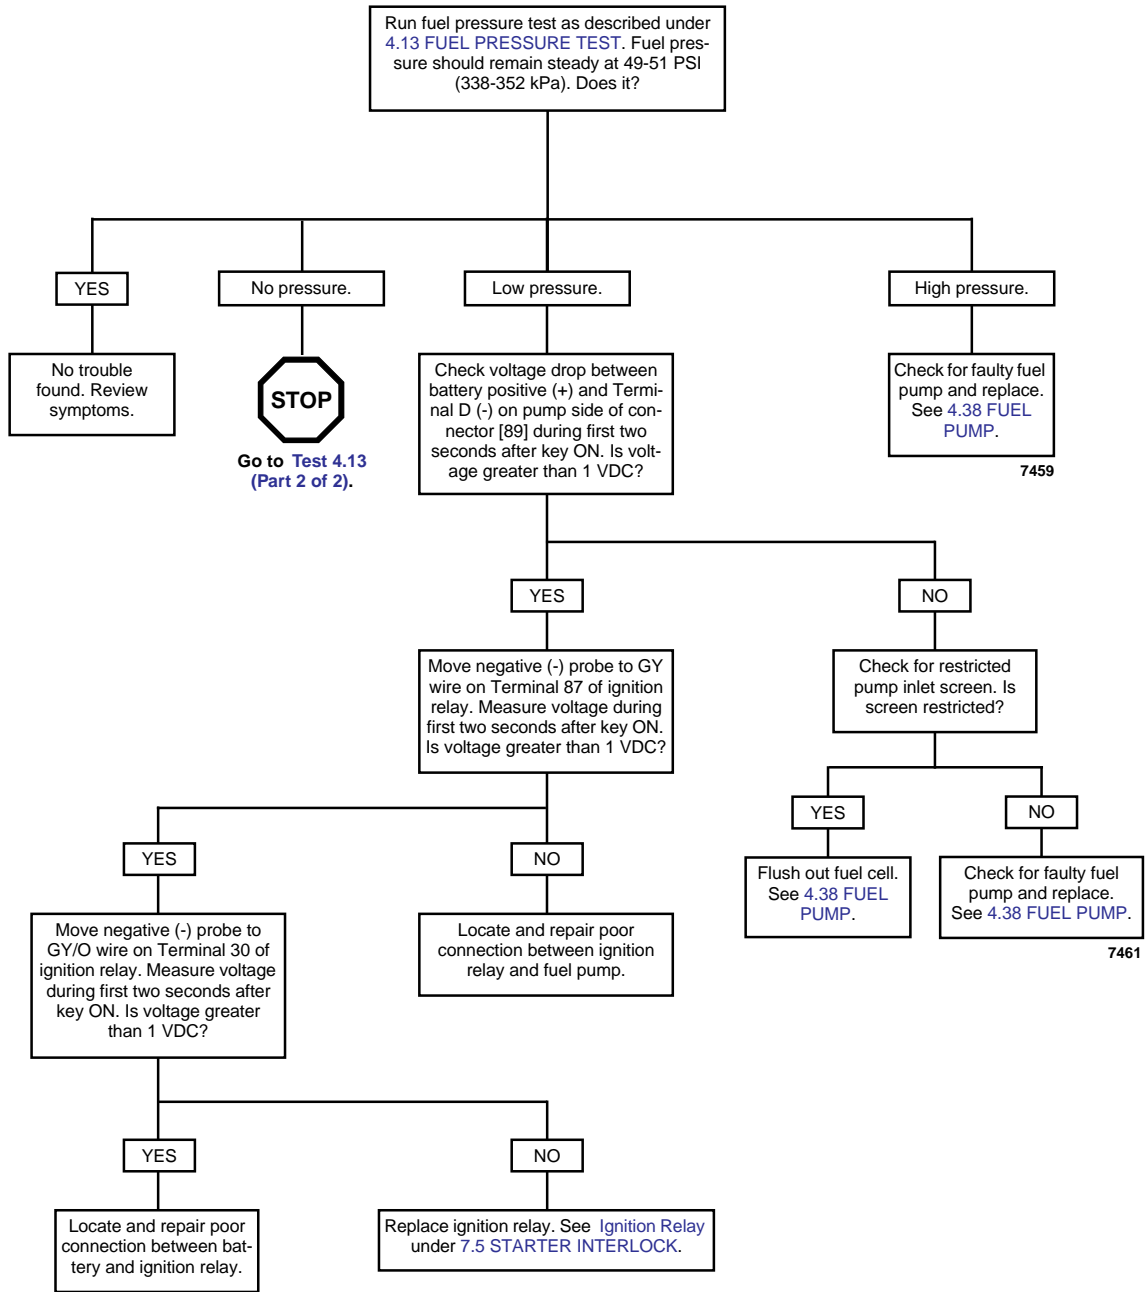 Run fuel pressure test as described under
4.13 FUEL PRESSURE TEST. Fuel pres-
sure should remain steady at 49-51 PSI
(338-352 kPa). Does it?
YES
No pressure.
Low pressure.
High pressure.
No trouble
found. Review
symptoms.
STOP
Go to Test 4.13
(Part 2 of 2).
Check voltage drop between
battery positive (+) and Termi-
nal D (-) on pump side of con-
nector [89] during first two
seconds after key ON. Is volt-
age greater than 1 VDC?
Check for faulty fuel
pump and replace.
See 4.38 FUEL
PUMP.
7459
YES
NO
Move negative (-) probe to GY
wire on Terminal 87 of ignition
relay. Measure voltage during
first two seconds after key ON.
Is voltage greater than 1 VDC?
Check for restricted
pump inlet screen. Is
screen restricted?
YES
NO
YES
NO
Flush out fuel cell.
See 4.38 FUEL
PUMP.
Check for faulty fuel
pump and replace.
See 4.38 FUEL PUMP.
7461
Move negative (-) probe to
GY/O wire on Terminal 30 of
ignition relay. Measure voltage
during first two seconds after
key ON. Is voltage greater
than 1 VDC?
Locate and repair poor
connection between ignition
relay and fuel pump.
YES
NO
Locate and repair poor
connection between bat-
tery and ignition relay.
Replace ignition relay. See Ignition Relay
under 7.5 STARTER INTERLOCK.